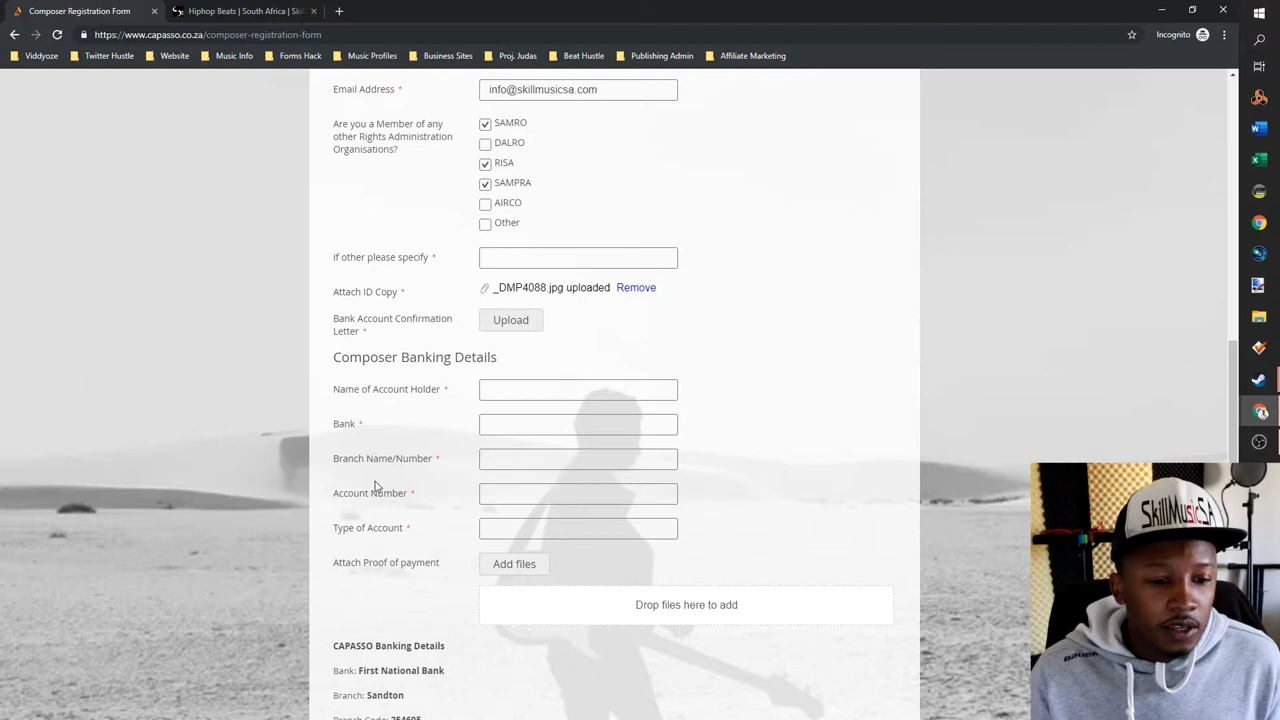 Composer Registration Form
Hiphop Beats | South Africa | Ski
https://www.capasso.co.za/composer-registration-form
Incognito
Viddyoze
Twitter Hustle
Website
Music Info
Forms Hack
Music Profiles
Business Sites
Proj. Judas
Beat Hustle
Publishing Admin
Affiliate Marketing
Email Address *
info@skillmusicsa.com
Are you a Member of any
other Rights Administration
Organisations?
SAMRO
DALRO
RISA
SAMPRA
AIRCO
Other
If other please specify *
Attach ID Copy *
_DMP4088.jpg uploaded Remove
Bank Account Confirmation
Letter *
Upload
Composer Banking Details
Name of Account Holder *
Bank *
Branch Name/Number *
Account Number *
Type of Account *
Attach Proof of payment
Add files
Drop files here to add
CAPASSO Banking Details
Bank: First National Bank
Branch: Sandton
Branch Code: 254605
SkillMusicSA
BAUER